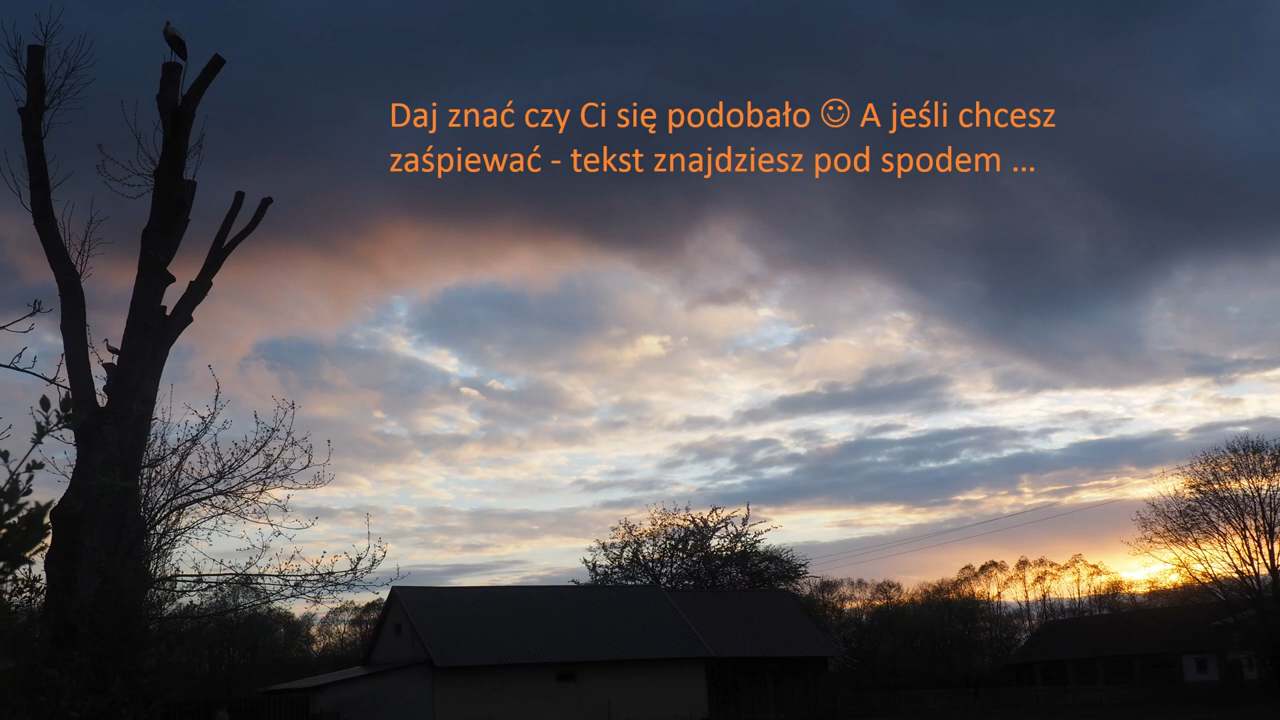 Daj znać czy Ci się podobało ☺ A jeśli chcesz
zaśpiewać - tekst znajdziesz pod spodem ...